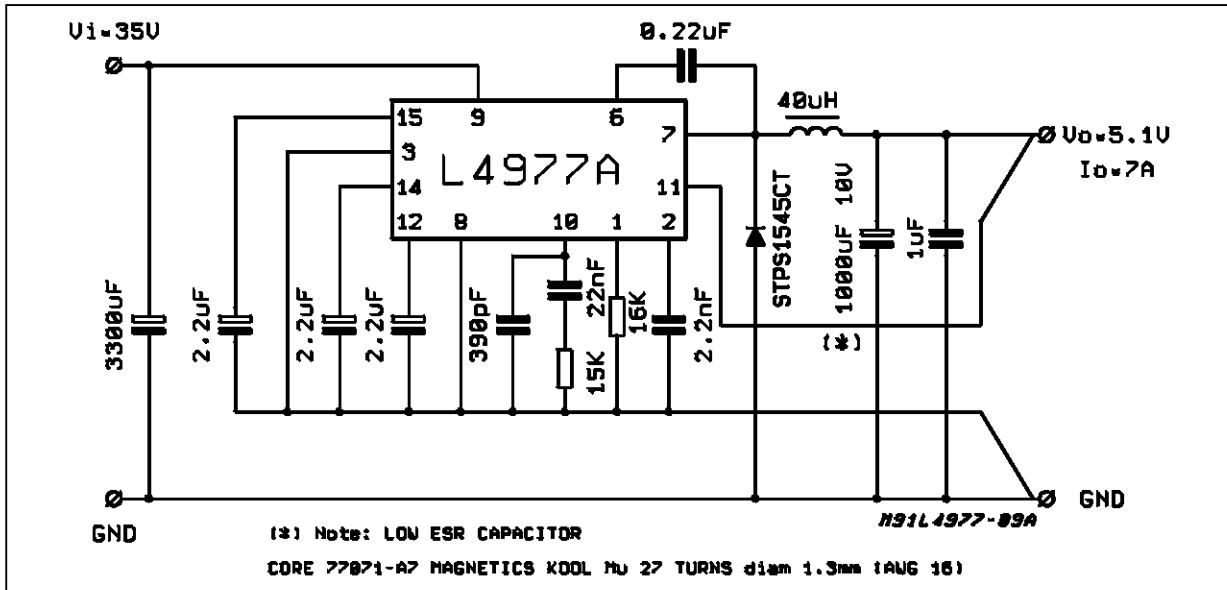 Vi=35V
0.22uF
40uH
15
9
6
7
3
L4977A
14
11
12
8
10
1
2
Vo=5.1V
Io=7A
3300uF
2.2uF
2.2uF
2.2uF
390pF
22nF
15K
16K
2.2nF
STPS1545CT
1000uF 10V
1uF
(*)
GND
GND
M91L4977-09A
(*) Note: LOW ESR CAPACITOR
CORE 77071-A7 MAGNETICS KOOL Mu 27 TURNS diam 1.3mm (AWG 16)